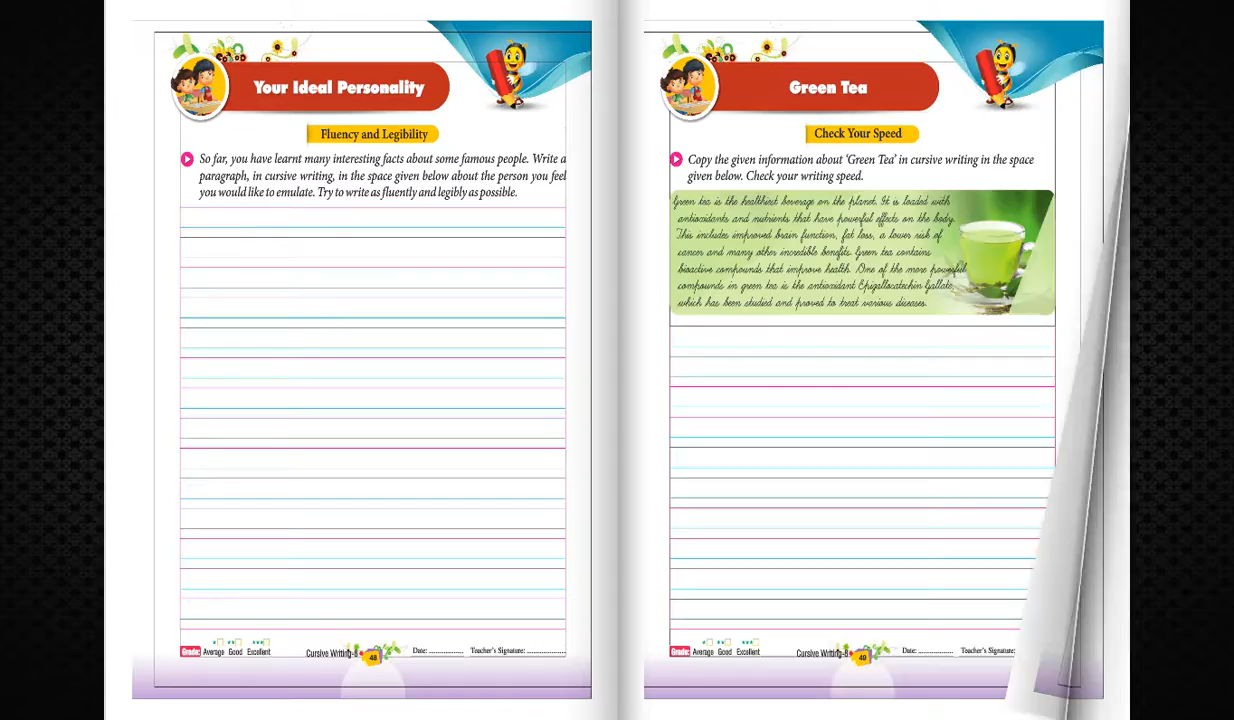 Your Ideal Personality
Fluency and Legibility
So far, you have learnt many interesting facts about some famous people. Write a
paragraph, in cursive writing, in the space given below about the person you feel
you would like to emulate. Try to write as fluently and legibly as possible.
Grade:
Average Good Excellent
Cursive Writing-8
48
Date: ..................
Teacher's Signature: ..................
Green Tea
Check Your Speed
Copy the given information about 'Green Tea' in cursive writing in the space
given below. Check your writing speed.
Green tea is the healthiest beverage on the planet. It is loaded with
antioxidants and nutrients that have powerful effects on the body.
This includes improved brain function, fat loss, a lower risk of
cancer and many other incredible benefits. Green tea contains
bioactive compounds that improve health. One of the more powerful
compounds in green tea is the antioxidant Epigallocatechin Gallate,
which has been studied and proved to treat various diseases.
Grade:
Average Good Excellent
Cursive Writing-8
49
Date: ..................
Teacher's Signature: